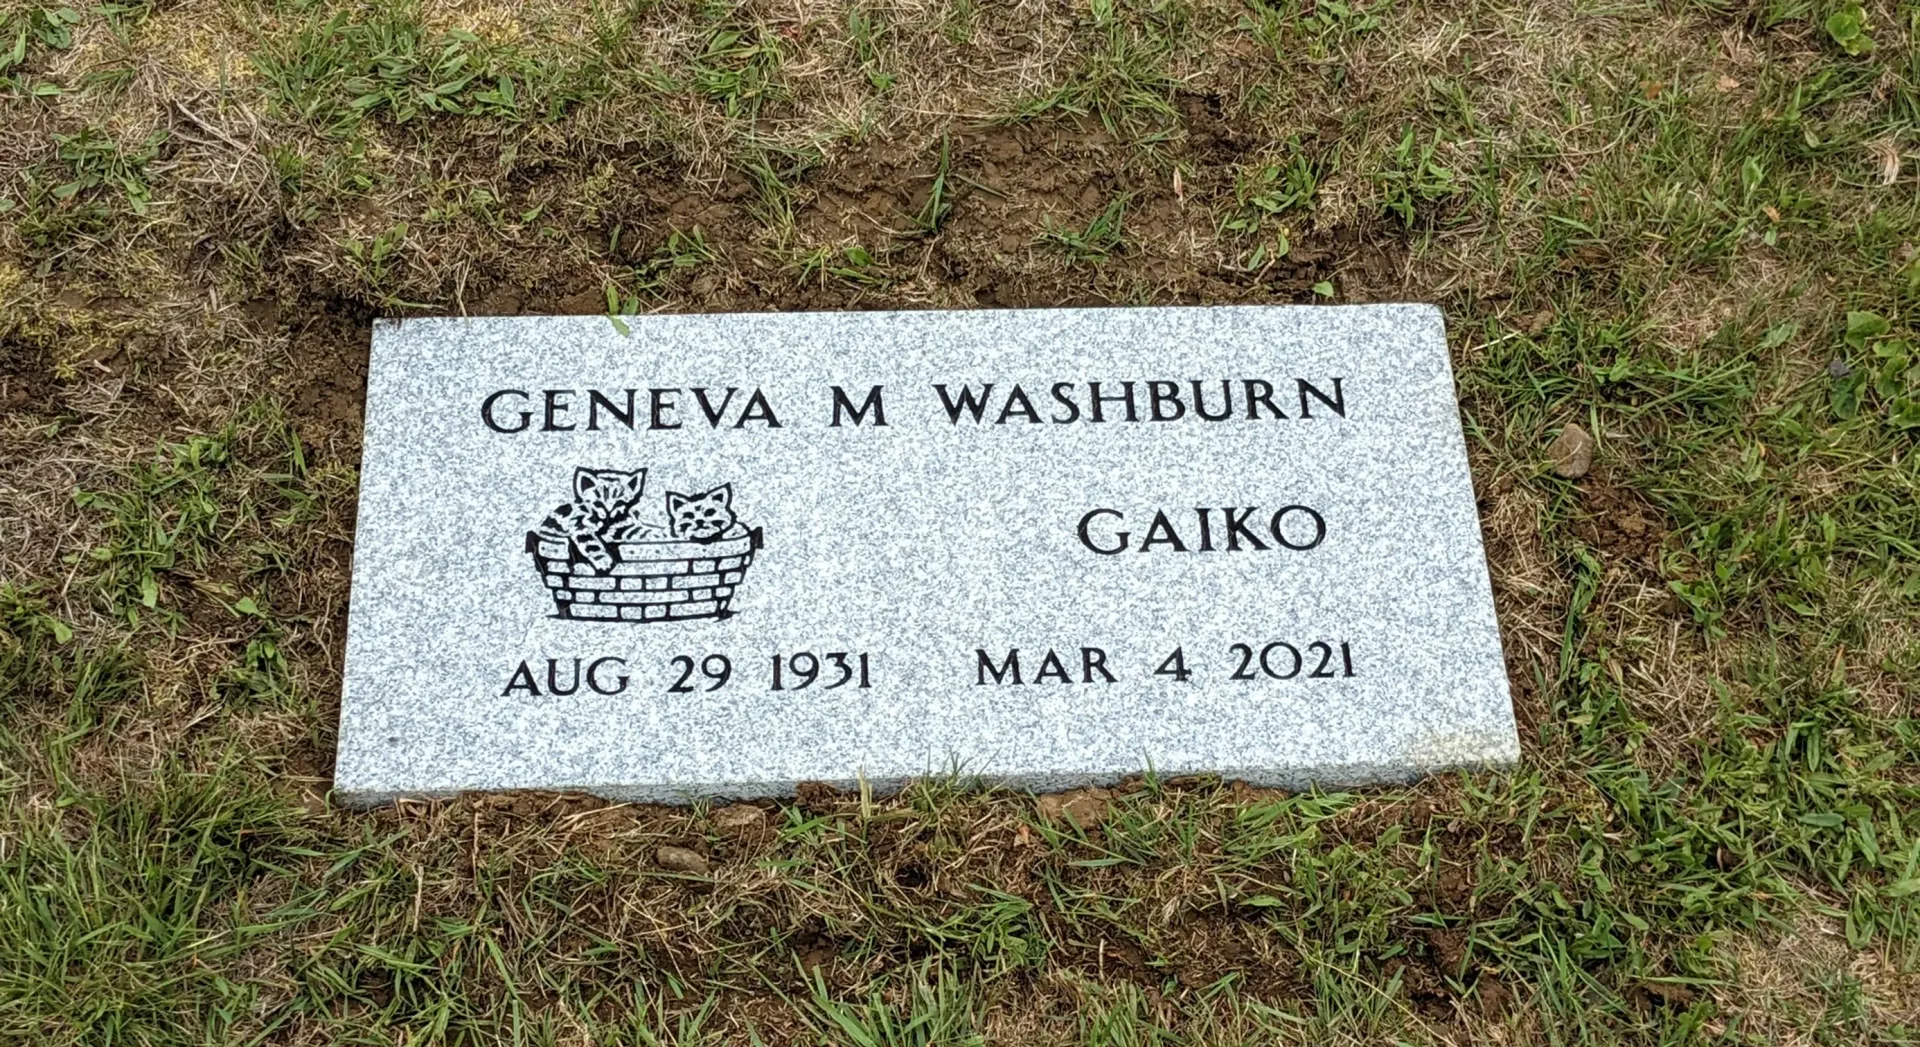 GENEVA M WASHBURN
GAIKO
AUG 29 1931 MAR 4 2021